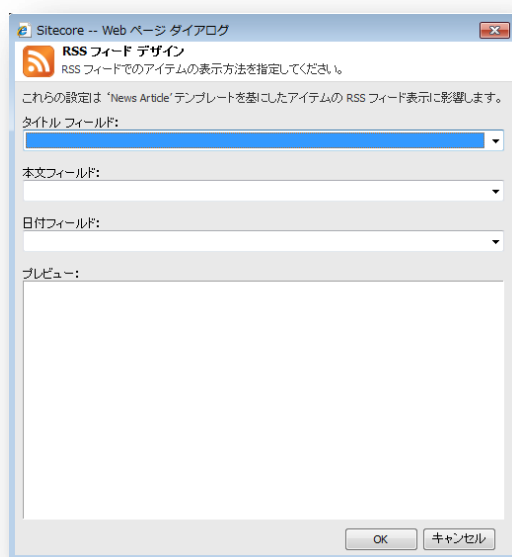 Sitecore -- Web ページ ダイアログ
RSS フィード デザイン
RSS フィードでのアイテムの表示方法を指定してください。
これらの設定は 'News Article' テンプレートを基にしたアイテムの RSS フィード表示に影響します。
タイトル フィールド:
本文フィールド:
日付フィールド:
プレビュー:
OK キャンセル